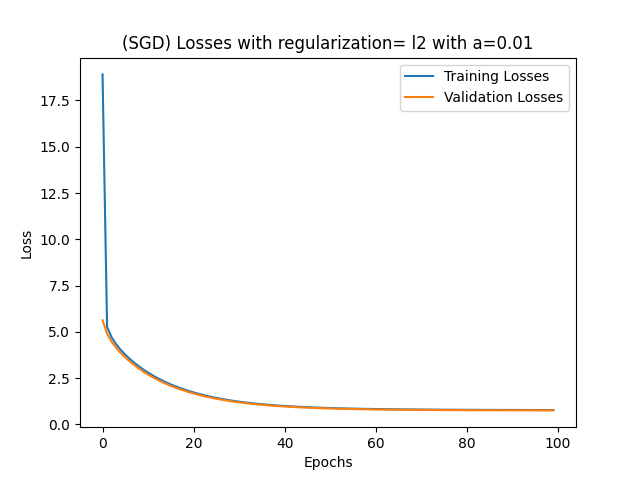 (SGD) Losses with regularization= l2 with a=0.01
Training Losses
Validation Losses
Loss
17.5
15.0
12.5
10.0
7.5
5.0
2.5
0.0
0 20 40 60 80 100
Epochs